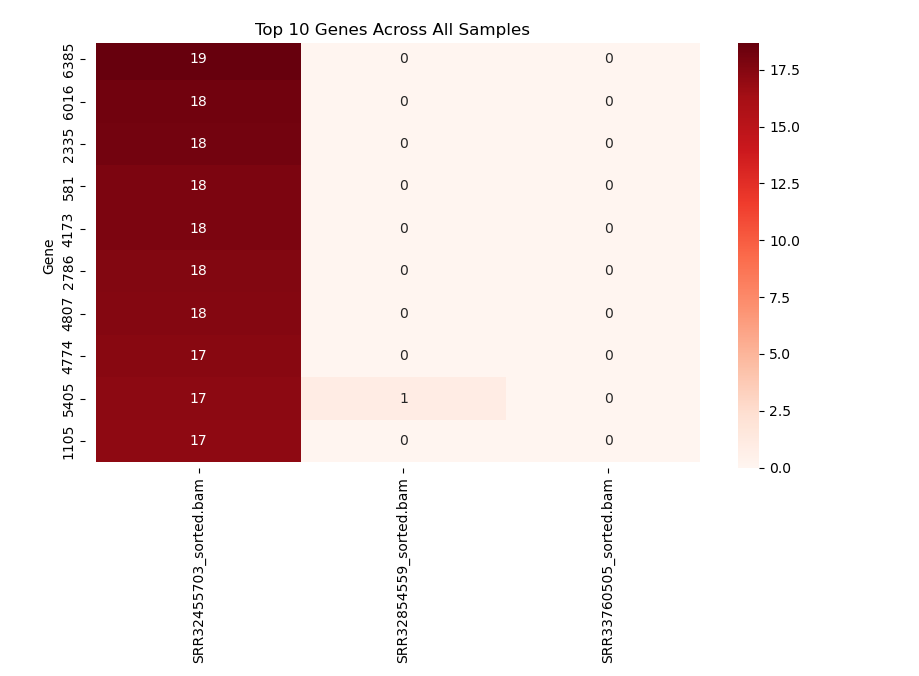 Top 10 Genes Across All Samples
Gene
6385 19 0 0
6016 18 0 0
2335 18 0 0
581 18 0 0
4173 18 0 0
2786 18 0 0
4807 18 0 0
4774 17 0 0
5405 17 1 0
1105 17 0 0
SRR32455703_sorted.bam
SRR32854559_sorted.bam
SRR33760505_sorted.bam
17.5
15.0
12.5
10.0
7.5
5.0
2.5
0.0